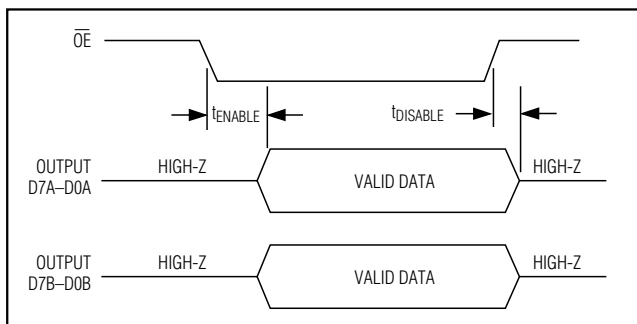 OE
tENABLE
tDISABLE
OUTPUT
D7A–D0A
HIGH-Z
VALID DATA
HIGH-Z
OUTPUT
D7B–D0B
HIGH-Z
VALID DATA
HIGH-Z